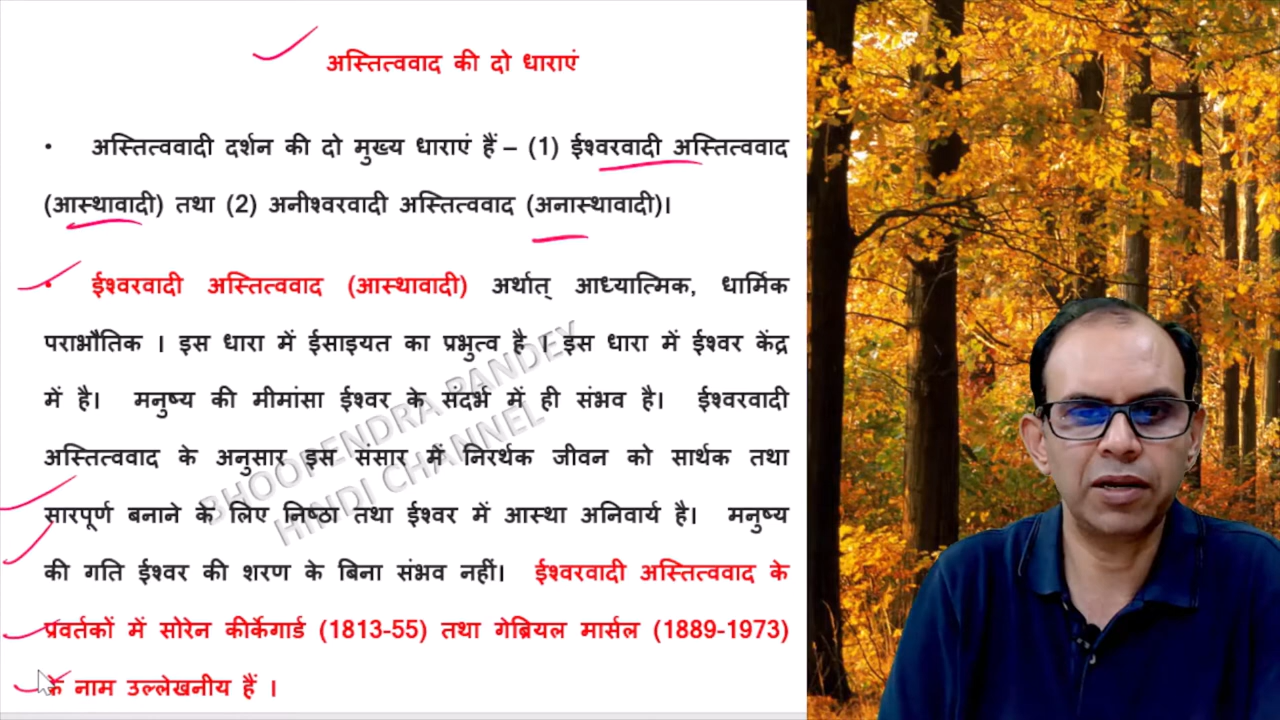 अस्तित्ववाद की दो धाराएं
• अस्तित्ववादी दर्शन की दो मुख्य धाराएं हैं – (1) ईश्वरवादी अस्तित्ववाद
(आस्थावादी) तथा (2) अनीश्वरवादी अस्तित्ववाद (अनास्थावादी)।
• ईश्वरवादी अस्तित्ववाद (आस्थावादी) अर्थात् आध्यात्मिक, धार्मिक
पराभौतिक । इस धारा में ईसाइयत का प्रभुत्व है । इस धारा में ईश्वर केंद्र
में है। मनुष्य की मीमांसा ईश्वर के संदर्भ में ही संभव है। ईश्वरवादी
अस्तित्ववाद के अनुसार इस संसार में निरर्थक जीवन को सार्थक तथा
सारपूर्ण बनाने के लिए निष्ठा तथा ईश्वर में आस्था अनिवार्य है। मनुष्य
की गति ईश्वर की शरण के बिना संभव नहीं। ईश्वरवादी अस्तित्ववाद के
प्रवर्तकों में सोरेन कीर्केगार्ड (1813-55) तथा गेब्रियल मार्सल (1889-1973)
के नाम उल्लेखनीय हैं ।
BHOOPENDRA PANDEY
HINDI CHANNEL